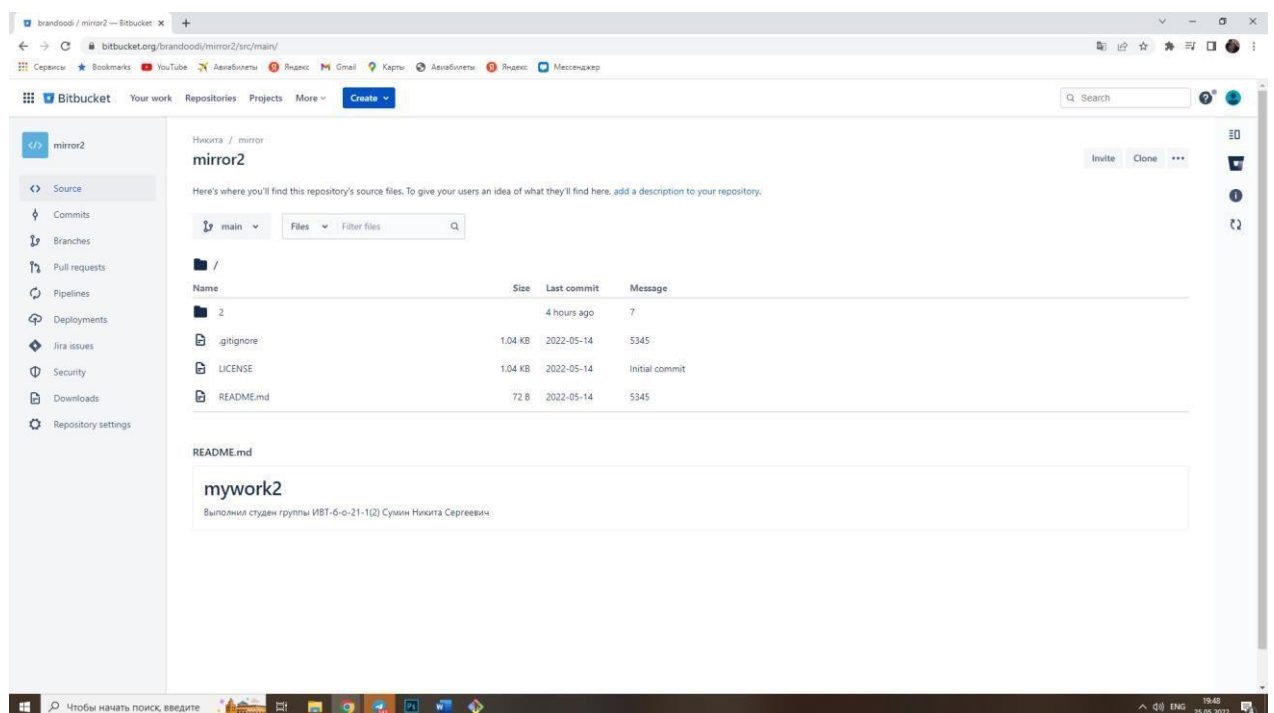 brandoodi / mirror2 — Bitbucket
bitbucket.org/brandoodi/mirror2/src/main/
Сервисы Bookmarks YouTube Авиабилеты Яндекс Gmail Карты Авиабилеты Яндекс Мессенджер
Bitbucket Your work Repositories Projects More Create Search
mirror2
Source
Commits
Branches
Pull requests
Pipelines
Deployments
Jira issues
Security
Downloads
Repository settings
Никита / mirror
mirror2
Invite Clone
Here's where you'll find this repository's source files. To give your users an idea of what they'll find here, add a description to your repository.
main Files Filter files
/
Name Size Last commit Message
2 4 hours ago 7
.gitignore 1.04 KB 2022-05-14 5345
LICENSE 1.04 KB 2022-05-14 Initial commit
README.md 72 B 2022-05-14 5345
README.md
mywork2
Выполнил студен группы ИВТ-б-о-21-1(2) Сумин Никита Сергеевич
Чтобы начать поиск, введите
ENG
19:48
25.05.2022